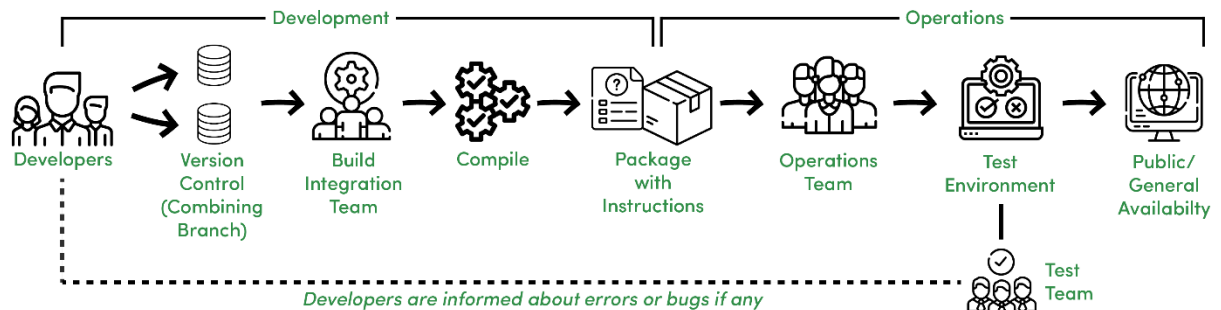 Development
Operations
Developers
Version
Control
(Combining
Branch)
Build
Integration
Team
Compile
?
Package
with
Instructions
Operations
Team
Test
Environment
Public/
General
Availabilty
Test
Team
Developers are informed about errors or bugs if any